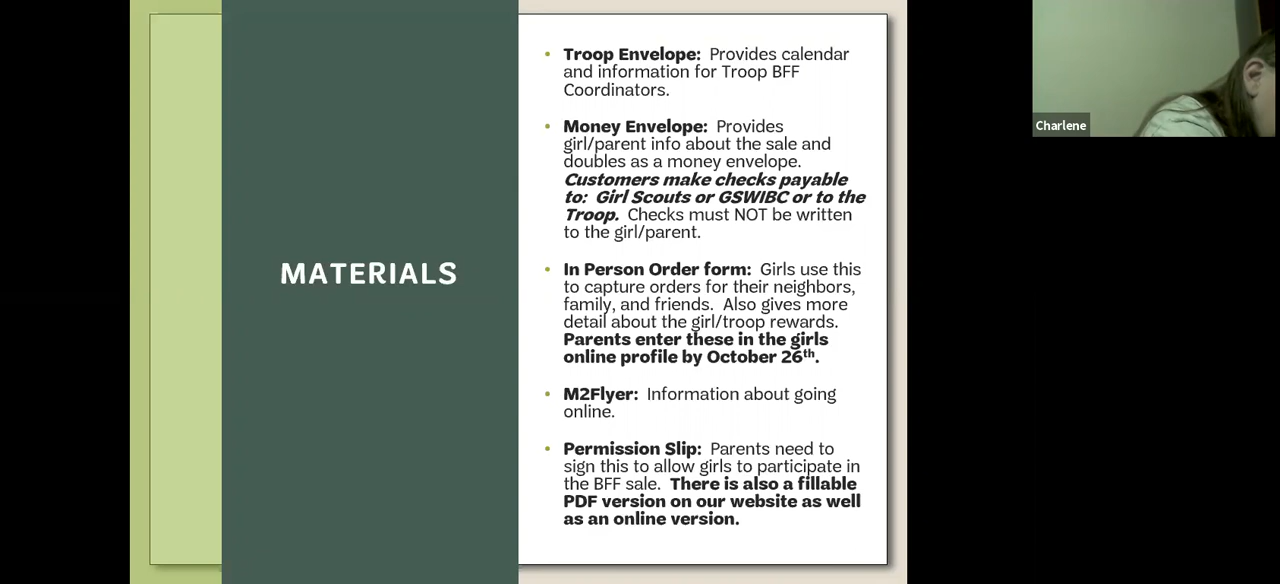 MATERIALS
• Troop Envelope: Provides calendar
and information for Troop BFF
Coordinators.
• Money Envelope: Provides
girl/parent info about the sale and
doubles as a money envelope.
Customers make checks payable
to: Girl Scouts or GSWIBC or to the
Troop. Checks must NOT be written
to the girl/parent.
• In Person Order form: Girls use this
to capture orders for their neighbors,
family, and friends. Also gives more
detail about the girl/troop rewards.
Parents enter these in the girls
online profile by October 26th.
• M2Flyer: Information about going
online.
• Permission Slip: Parents need to
sign this to allow girls to participate in
the BFF sale. There is also a fillable
PDF version on our website as well
as an online version.
Charlene